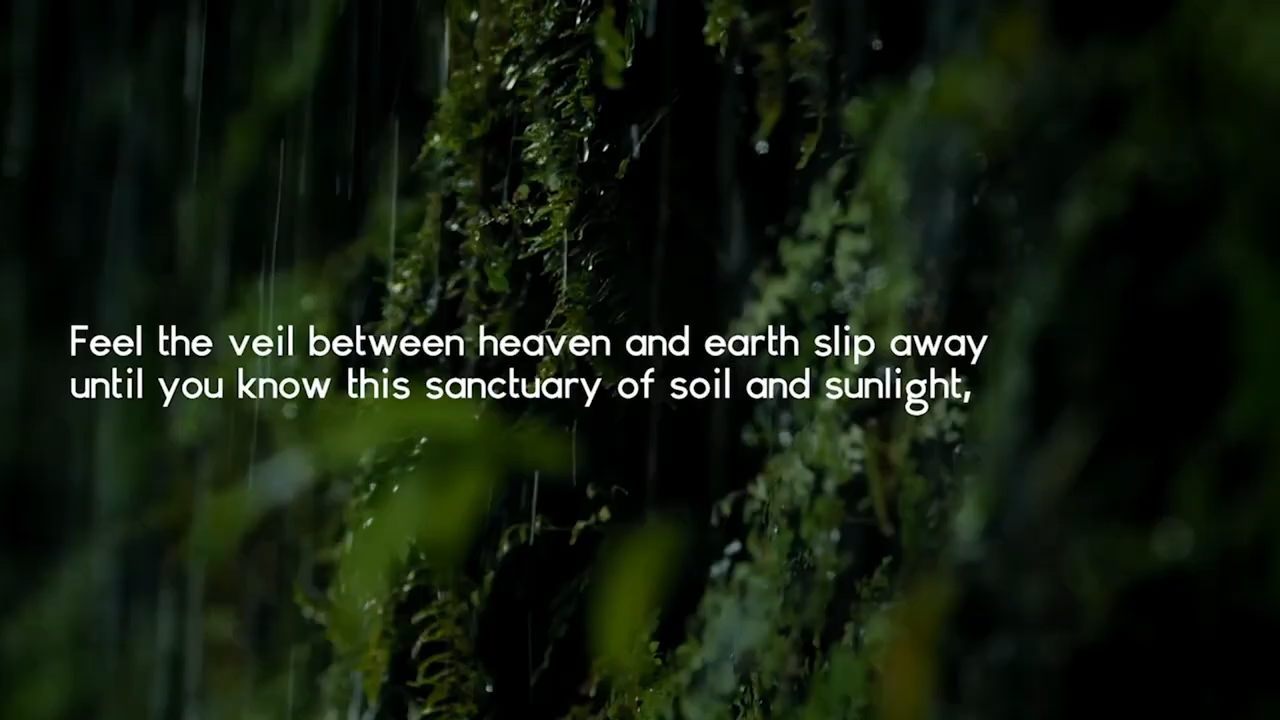 Feel the veil between heaven and earth slip away
until you know this sanctuary of soil and sunlight,